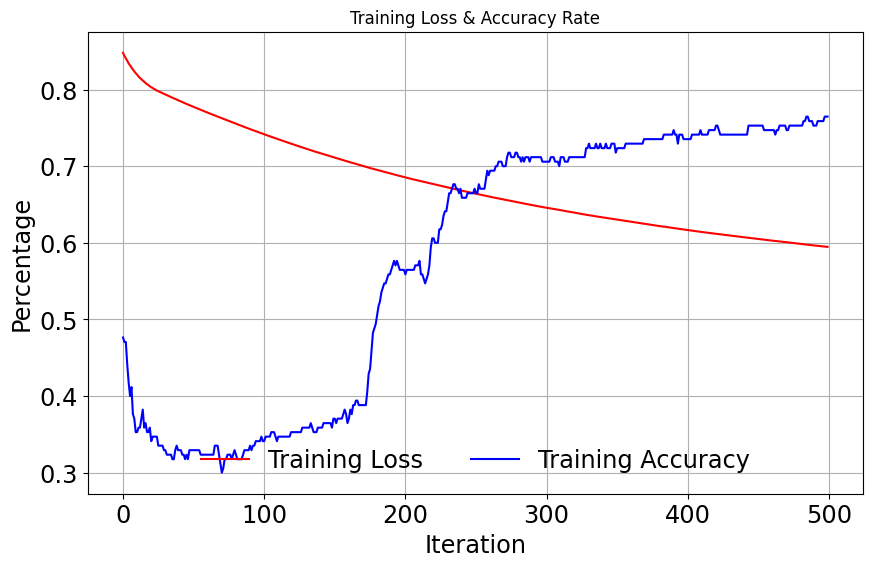 Training Loss & Accuracy Rate
Percentage
0.8
0.7
0.6
0.5
0.4
0.3
Training Loss Training Accuracy
0 100 200 300 400 500
Iteration